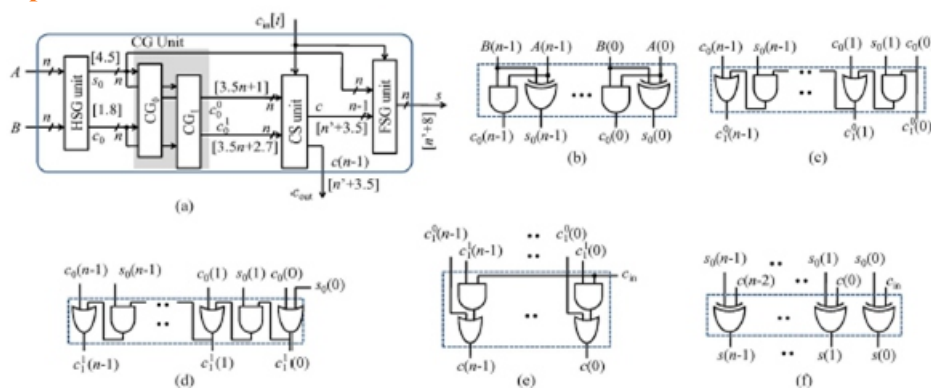 c_in[t]
CG Unit
A n [4.5] s_0 n
HSG unit
CG_0
CG_1
[3.5n+1] c_0^0 n
CS unit
c n-1 [n'+3.5]
FSG unit
n s [n'+8]
B n [1.8] c_0 n
c_0^1 n [3.5n+2.7]
c(n-1)
[n'+3.5]
c_out
(a)
B(n-1) A(n-1) B(0) A(0)
...
c_0(n-1) s_0(n-1) c_0(0) s_0(0)
(b)
c_0(n-1) s_0(n-1) c_0(1) s_0(1) c_0(0)
c_1^0(n-1) c_1^0(1) c_1^0(0)
(c)
c_0(n-1) s_0(n-1) c_0(1) s_0(1) c_0(0) s_0(0)
c_1^1(n-1) c_1^1(1) c_1^1(0)
(d)
c_1^0(n-1) c_1^0(0)
c_1^1(n-1) c_1^1(0)
c_in
c(n-1) c(0)
(e)
s_0(n-1) s_0(1) s_0(0)
c(n-2) c(0) c_in
s(n-1) s(1) s(0)
(f)